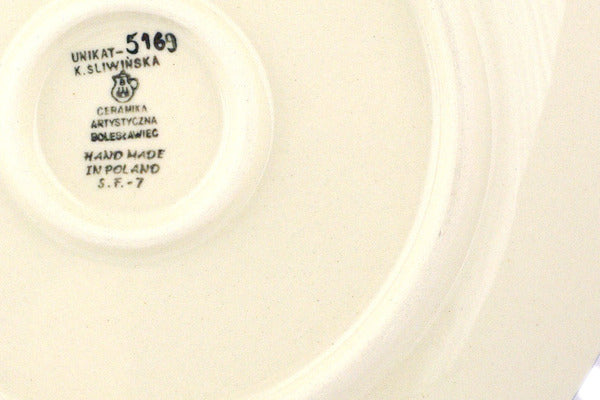 UNIKAT-5169
K. SLIWIŃSKA
CERAMIKA
ARTYSTYCZNA
BOLESŁAWIEC
HAND MADE
IN POLAND
S.F.-7